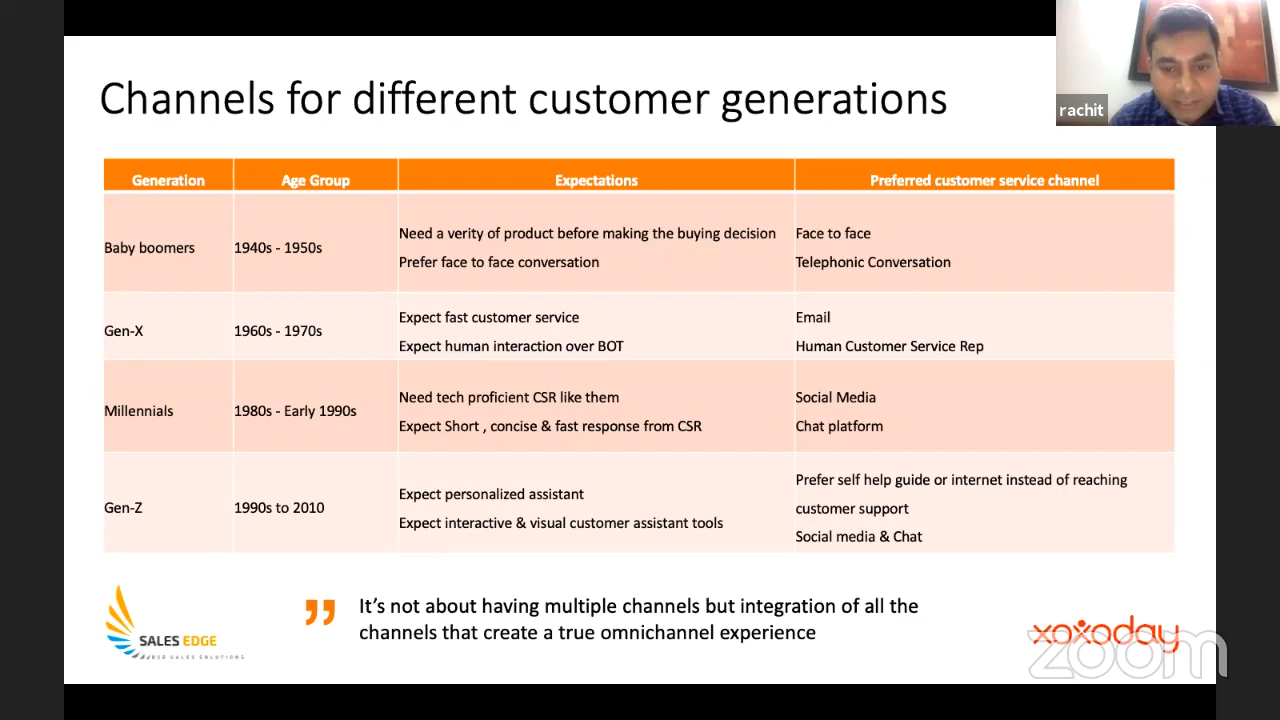 Channels for different customer generations
rachit
Generation Age Group Expectations Preferred customer service channel
Baby boomers 1940s - 1950s
Need a verity of product before making the buying decision
Prefer face to face conversation
Face to face
Telephonic Conversation
Gen-X 1960s - 1970s
Expect fast customer service
Expect human interaction over BOT
Email
Human Customer Service Rep
Millennials 1980s - Early 1990s
Need tech proficient CSR like them
Expect Short , concise & fast response from CSR
Social Media
Chat platform
Gen-Z 1990s to 2010
Expect personalized assistant
Expect interactive & visual customer assistant tools
Prefer self help guide or internet instead of reaching
customer support
Social media & Chat
” It’s not about having multiple channels but integration of all the
channels that create a true omnichannel experience
SALES EDGE
B2B SALES SOLUTIONS
xoxoday
zoom